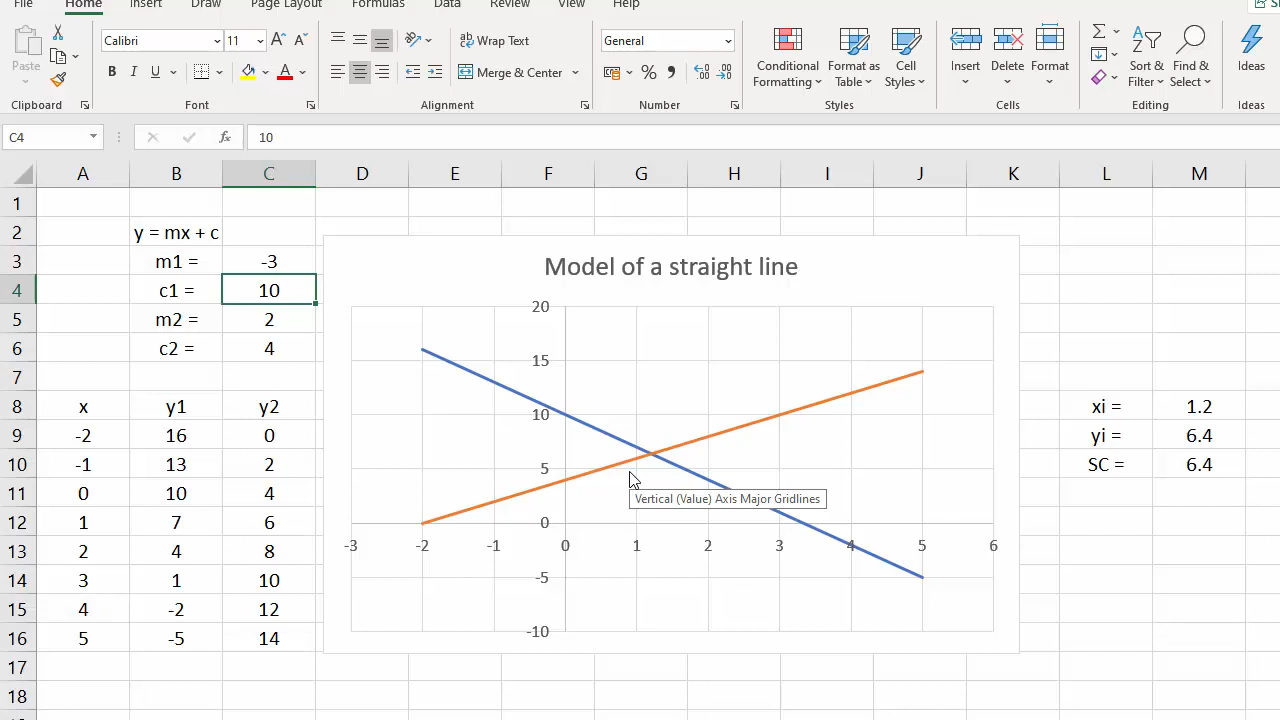 File Home Insert Draw Page Layout Formulas Data Review View Help
Paste
Calibri 11
B I U A
ab Wrap Text
Merge & Center
General
% 9
Conditional Formatting
Format as Table
Cell Styles
Insert Delete Format
Sort & Filter
Find & Select
Ideas
Clipboard Font Alignment Number Styles Cells Editing Ideas
C4 fx 10
A B C D E F G H I J K L M
1
2 y = mx + c
3 m1 = -3
4 c1 = 10
5 m2 = 2
6 c2 = 4
7
8 x y1 y2 xi = 1.2
9 -2 16 0 yi = 6.4
10 -1 13 2 SC = 6.4
11 0 10 4
12 1 7 6
13 2 4 8
14 3 1 10
15 4 -2 12
16 5 -5 14
17
18
Model of a straight line
20
15
10
5
0
-5
-10
-3 -2 -1 0 1 2 3 4 5 6
Vertical (Value) Axis Major Gridlines